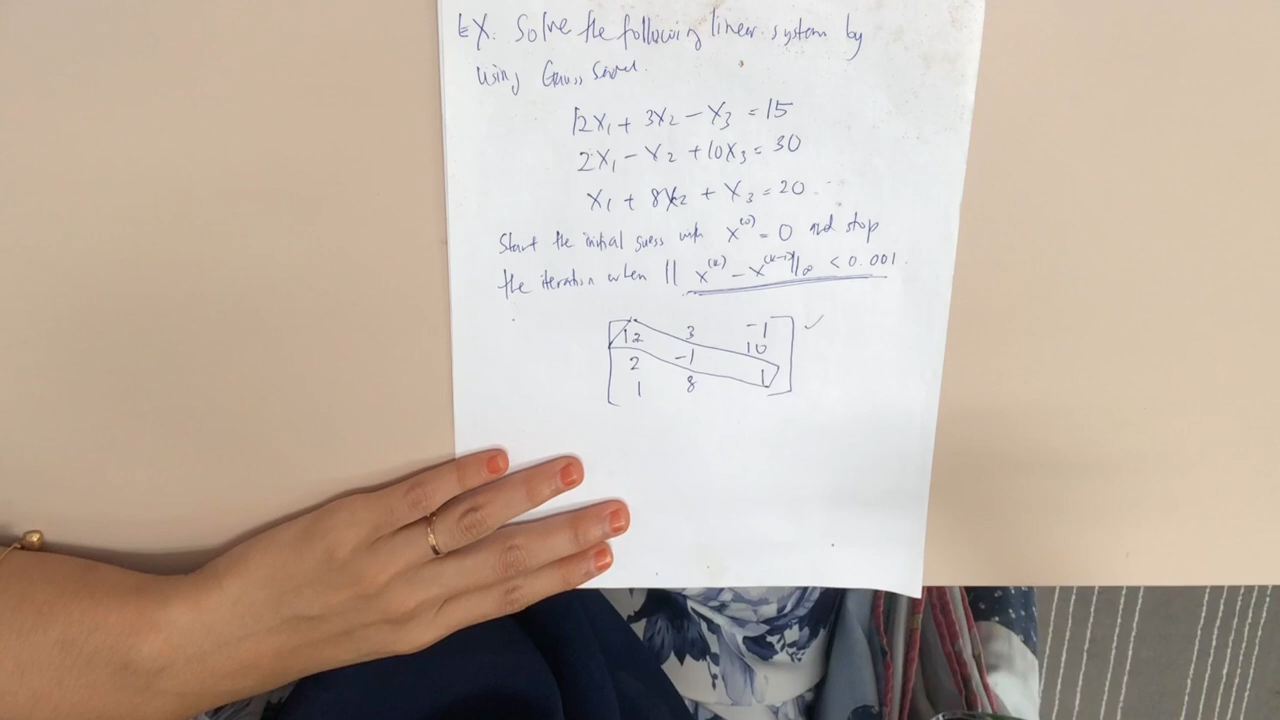 EX. Solve the following linear system by
using Gauss Seidel.
12X₁ + 3X₂ - X₃ = 15
2X₁ - X₂ + 10X₃ = 30
X₁ + 8X₂ + X₃ = 20
Start the initial guess with X⁽⁰⁾ = 0 and stop
the iteration when || X⁽ᵏ⁾ - X⁽ᵏ⁻¹⁾||∞ < 0.001.
12 3 -1 ✓
2 -1 10
1 8 1